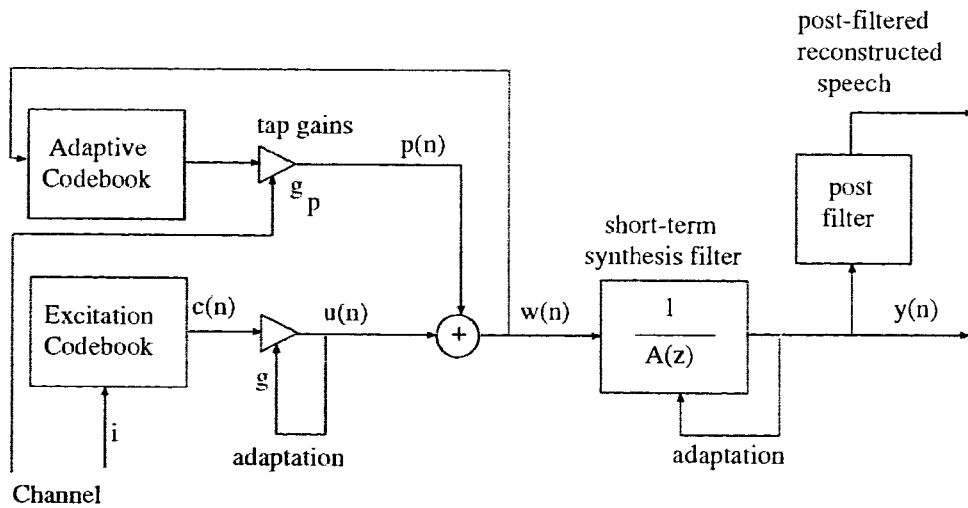 post-filtered
reconstructed
speech
tap gains
p(n)
Adaptive
Codebook
g
p
post
filter
short-term
synthesis filter
Excitation
Codebook
c(n)
u(n)
+
w(n)
1
A(z)
y(n)
g
i
adaptation
adaptation
Channel